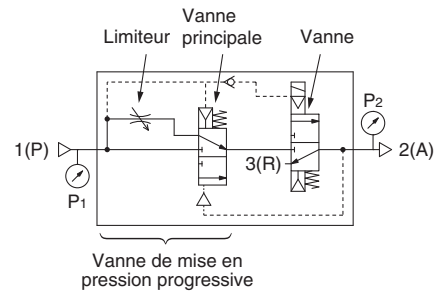 Limiteur
Vanne
principale
Vanne
P2
1(P)
3(R)
2(A)
P1
Vanne de mise en
pression progressive